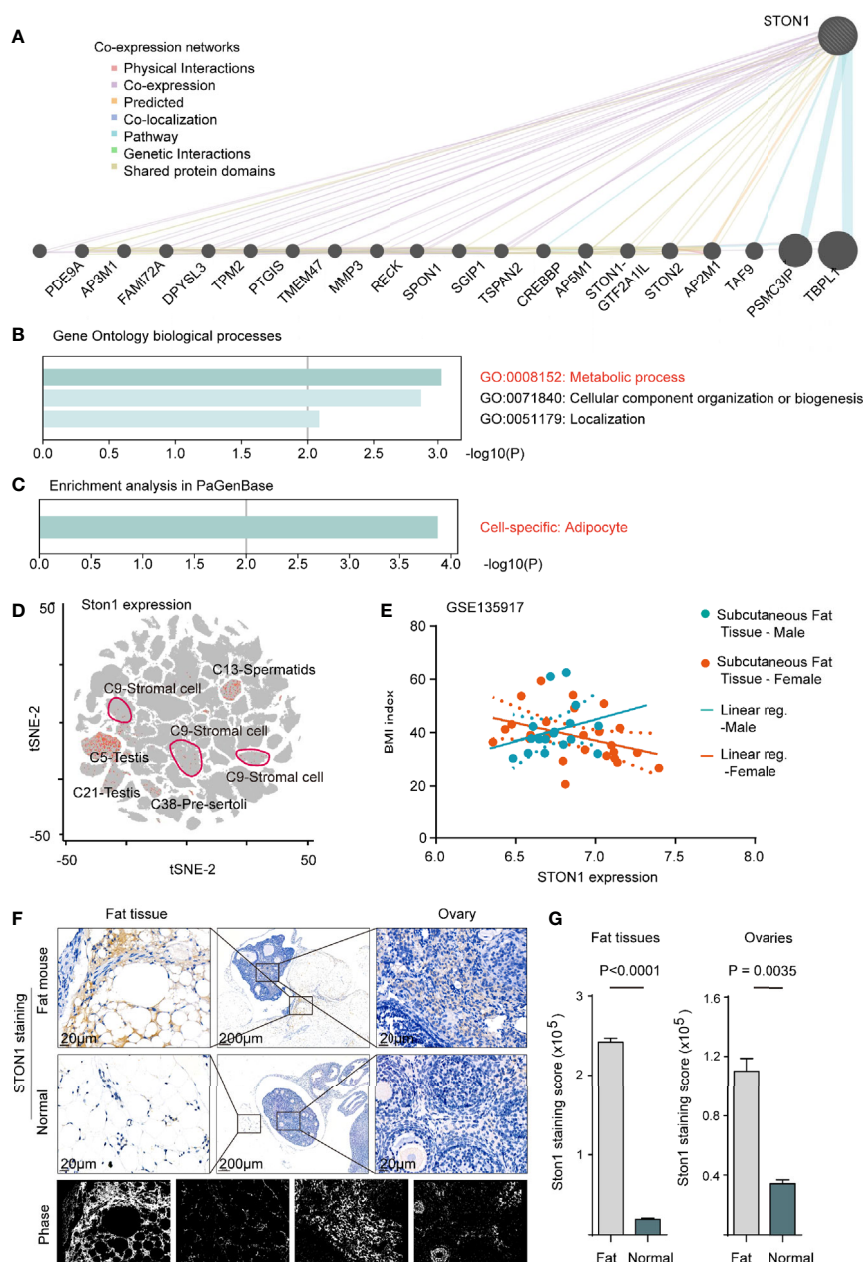 A
STON1
Co-expression networks
Physical Interactions
Co-expression
Predicted
Co-localization
Pathway
Genetic Interactions
Shared protein domains
PDE9A
AP3M1
FAMI72A
DPYSL3
TPM2
PTGIS
TMEM47
MMP3
RECK
SPON1
SGIP1
TSPAN2
CREBBP
AP5M1
STON1-
GTF2A1IL
STON2
AP2M1
TAF9
PSMC3IP
TBPL1
B
Gene Ontology biological processes
GO:0008152: Metabolic process
GO:0071840: Cellular component organization or biogenesis
GO:0051179: Localization
0.0 0.5 1.0 1.5 2.0 2.5 3.0 -log10(P)
C
Enrichment analysis in PaGenBase
Cell-specific: Adipocyte
0.0 0.5 1.0 1.5 2.0 2.5 3.0 3.5 4.0 -log10(P)
D
Ston1 expression
50
0
-50
tSNE-2
C13-Spermatids
C9-Stromal cell
C9-Stromal cell
C5-Testis
C9-Stromal cell
C21-Testis
C38-Pre-sertoli
-50 0 50
tSNE-2
E
GSE135917
80
60
40
20
0
BMI index
6.0 6.5 7.0 7.5 8.0
STON1 expression
Subcutaneous Fat
Tissue - Male
Subcutaneous Fat
Tissue - Female
Linear reg.
-Male
Linear reg.
-Female
F
Fat tissue
Ovary
STON1 staining
Fat mouse
20μm
200μm
20μm
Normal
20μm
200μm
20μm
Phase
G
Fat tissues
P<0.0001
Ston1 staining score (x10⁵)
3
2
1
Fat Normal
Ovaries
P = 0.0035
Ston1 staining score (x10⁵)
1.6
1.2
0.8
0.4
Fat Normal